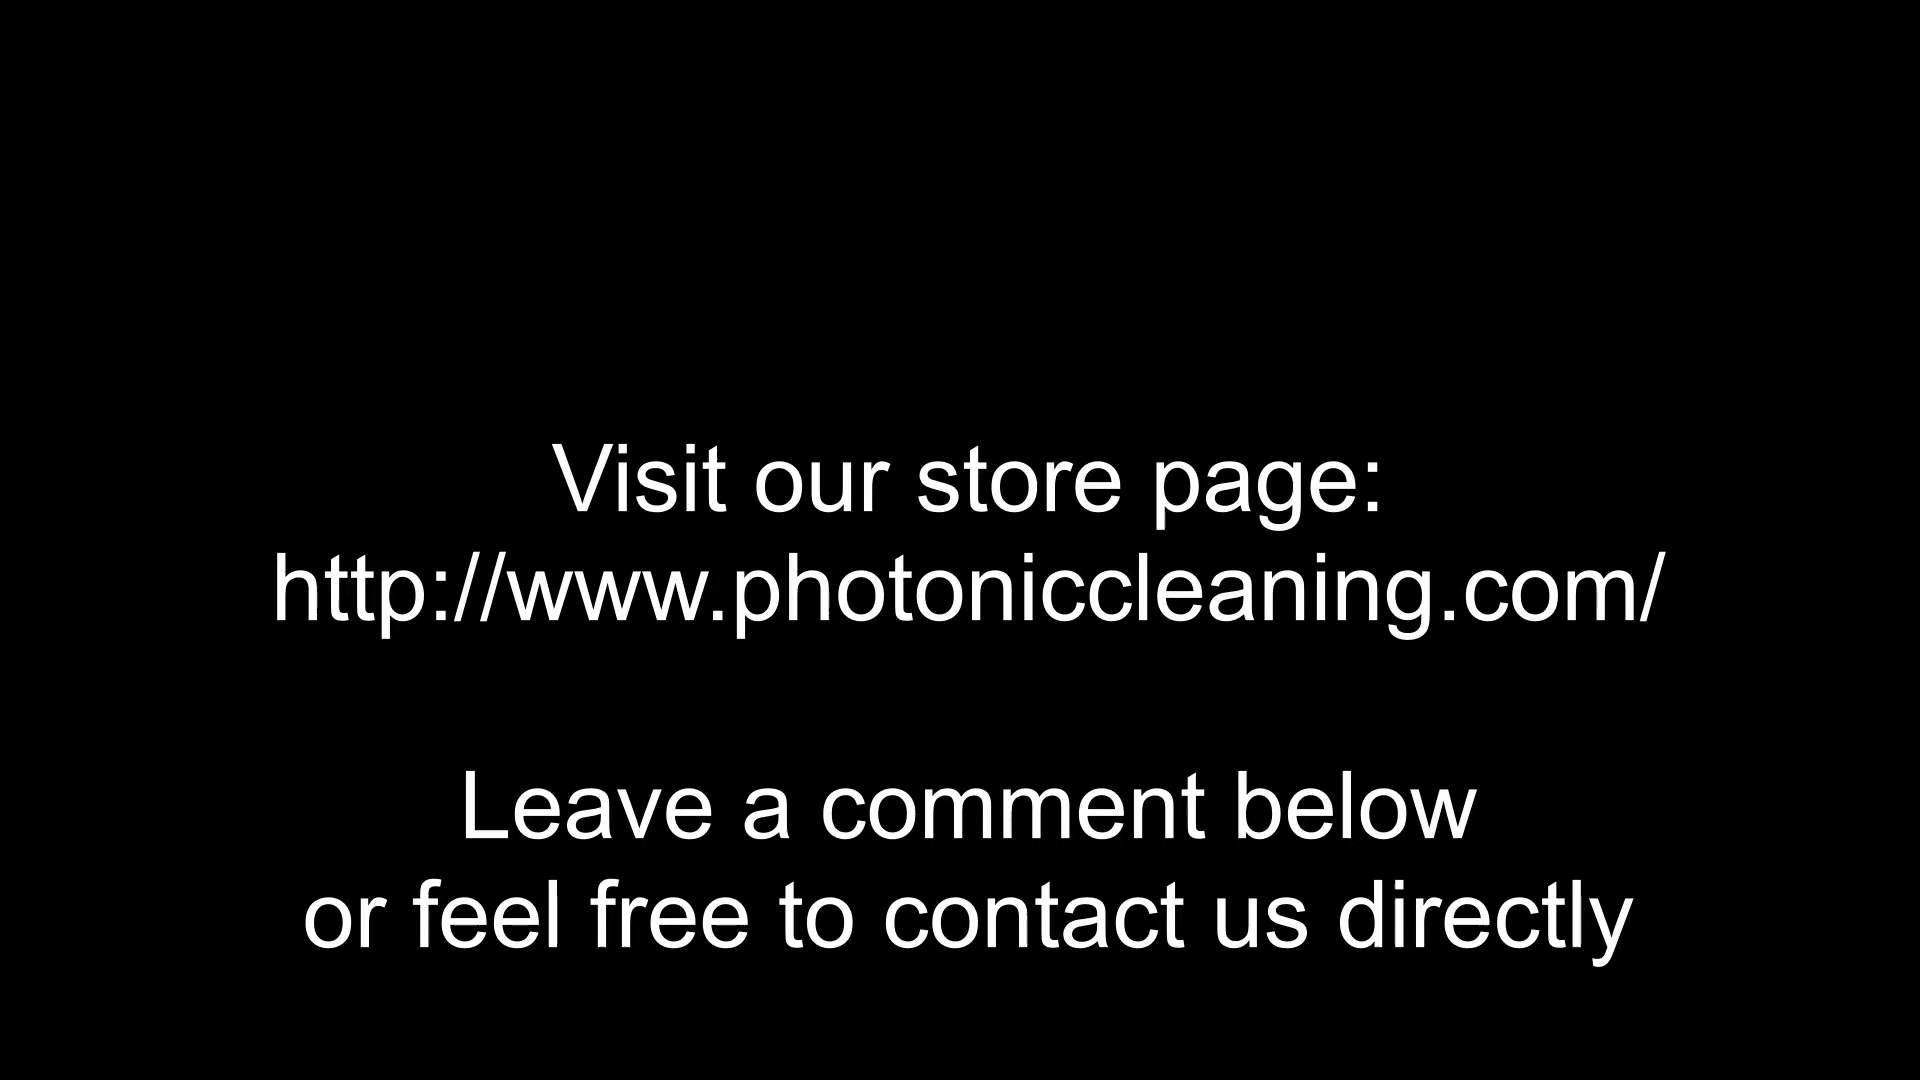 Visit our store page:
http://www.photoniccleaning.com/
Leave a comment below
or feel free to contact us directly